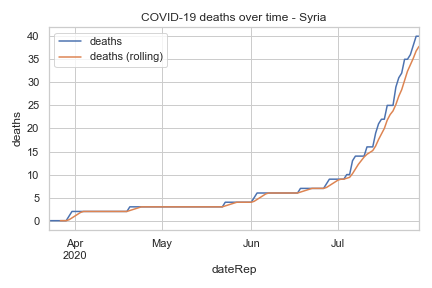 COVID-19 deaths over time - Syria
deaths
deaths (rolling)
40
35
30
25
20
15
10
5
0
deaths
Apr
2020
May
Jun
Jul
dateRep